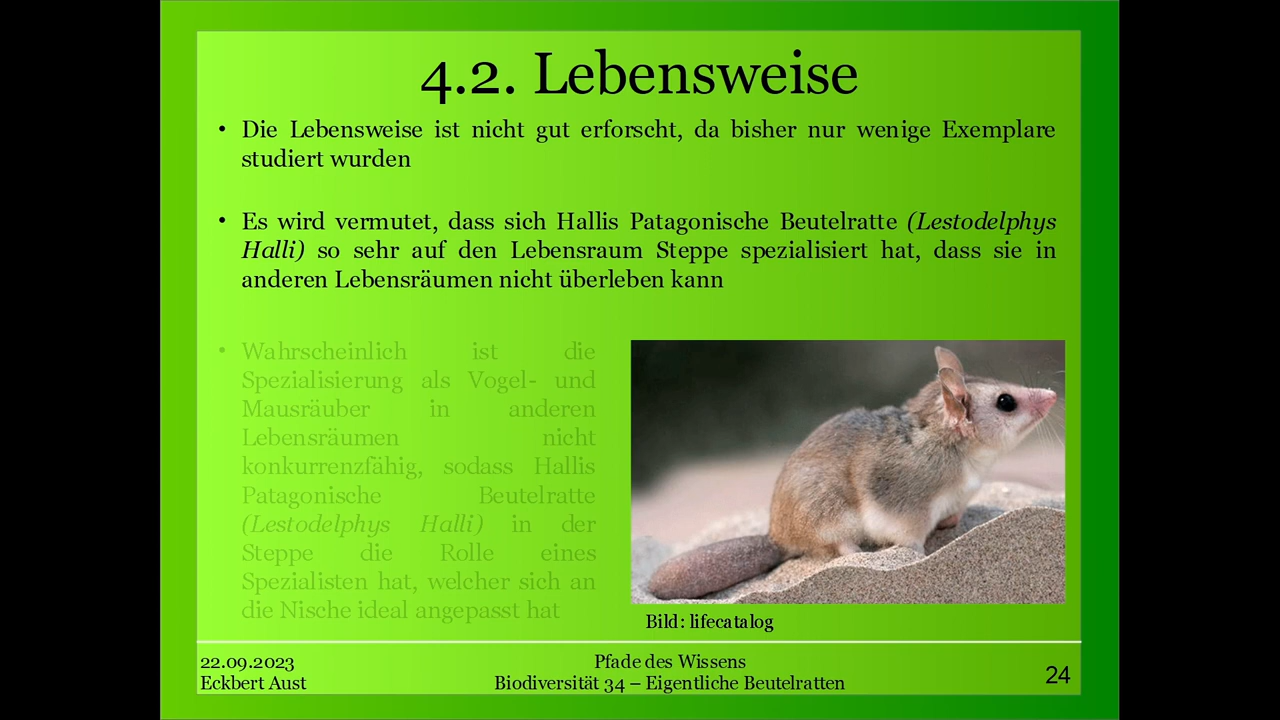 4.2. Lebensweise
• Die Lebensweise ist nicht gut erforscht, da bisher nur wenige Exemplare
studiert wurden
• Es wird vermutet, dass sich Hallis Patagonische Beutelratte (Lestodelphys
Halli) so sehr auf den Lebensraum Steppe spezialisiert hat, dass sie in
anderen Lebensräumen nicht überleben kann
• Wahrscheinlich ist die
Spezialisierung als Vogel- und
Mausräuber in anderen
Lebensräumen nicht
konkurrenzfähig, sodass Hallis
Patagonische Beutelratte
(Lestodelphys Halli) in der
Steppe die Rolle eines
Spezialisten hat, welcher sich an
die Nische ideal angepasst hat
Bild: lifecatalog
22.09.2023
Eckbert Aust
Pfade des Wissens
Biodiversität 34 – Eigentliche Beutelratten
24